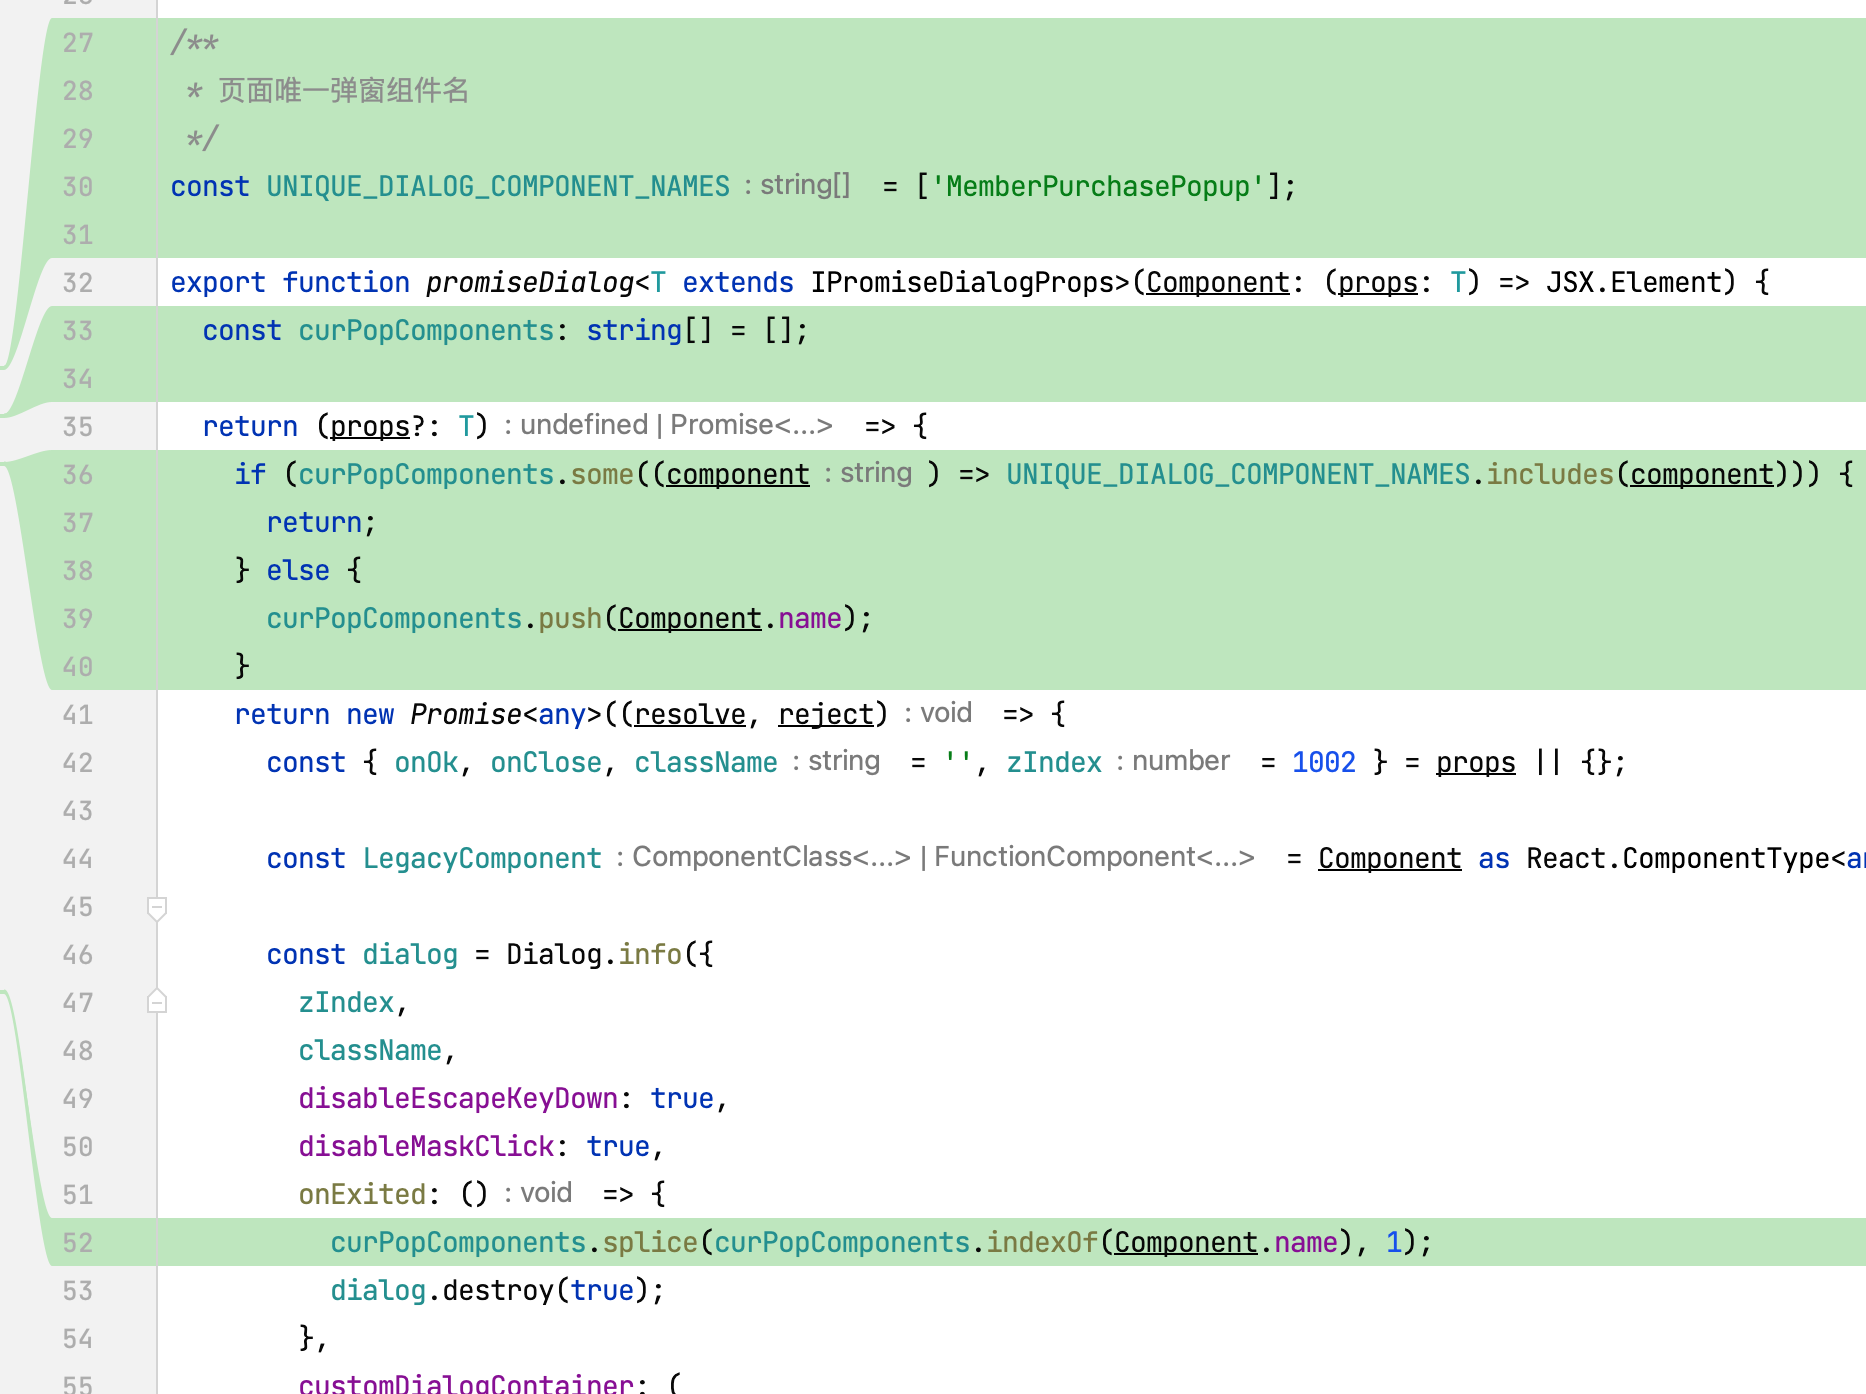 27 /**
28  * 页面唯一弹窗组件名
29  */
30 const UNIQUE_DIALOG_COMPONENT_NAMES : string[] = ['MemberPurchasePopup'];
31
32 export function promiseDialog<T extends IPromiseDialogProps>(Component: (props: T) => JSX.Element) {
33   const curPopComponents: string[] = [];
34
35   return (props?: T) : undefined | Promise<...> => {
36     if (curPopComponents.some((component : string ) => UNIQUE_DIALOG_COMPONENT_NAMES.includes(component))) {
37       return;
38     } else {
39       curPopComponents.push(Component.name);
40     }
41     return new Promise<any>((resolve, reject) : void => {
42       const { onOk, onClose, className : string = '', zIndex : number = 1002 } = props || {};
43
44       const LegacyComponent : ComponentClass<...> | FunctionComponent<...> = Component as React.ComponentType<
45
46       const dialog = Dialog.info({
47         zIndex,
48         className,
49         disableEscapeKeyDown: true,
50         disableMaskClick: true,
51         onExited: () : void => {
52           curPopComponents.splice(curPopComponents.indexOf(Component.name), 1);
53           dialog.destroy(true);
54         },
55         customDialogContainer: (